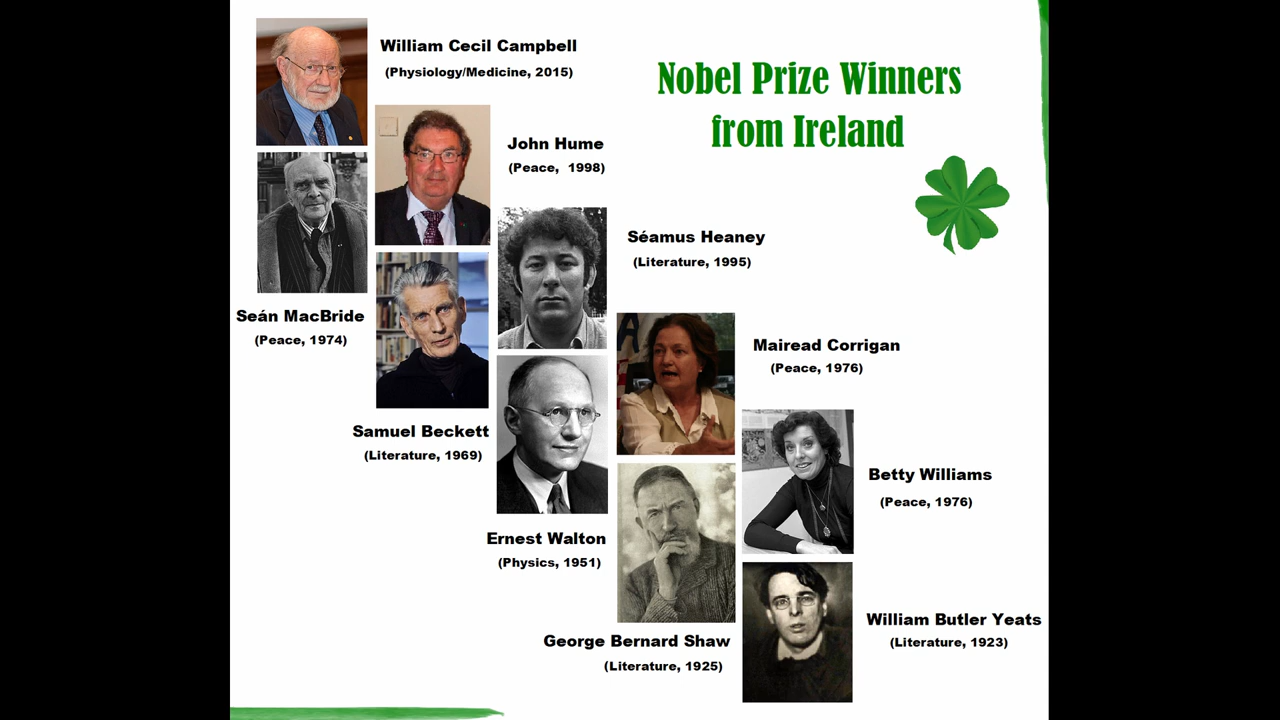 Nobel Prize Winners
from Ireland
William Cecil Campbell
(Physiology/Medicine, 2015)
John Hume
(Peace,  1998)
Séamus Heaney
(Literature, 1995)
Seán MacBride
(Peace, 1974)
Mairead Corrigan
(Peace, 1976)
Samuel Beckett
(Literature, 1969)
Betty Williams
(Peace, 1976)
Ernest Walton
(Physics, 1951)
George Bernard Shaw
(Literature, 1925)
William Butler Yeats
(Literature, 1923)